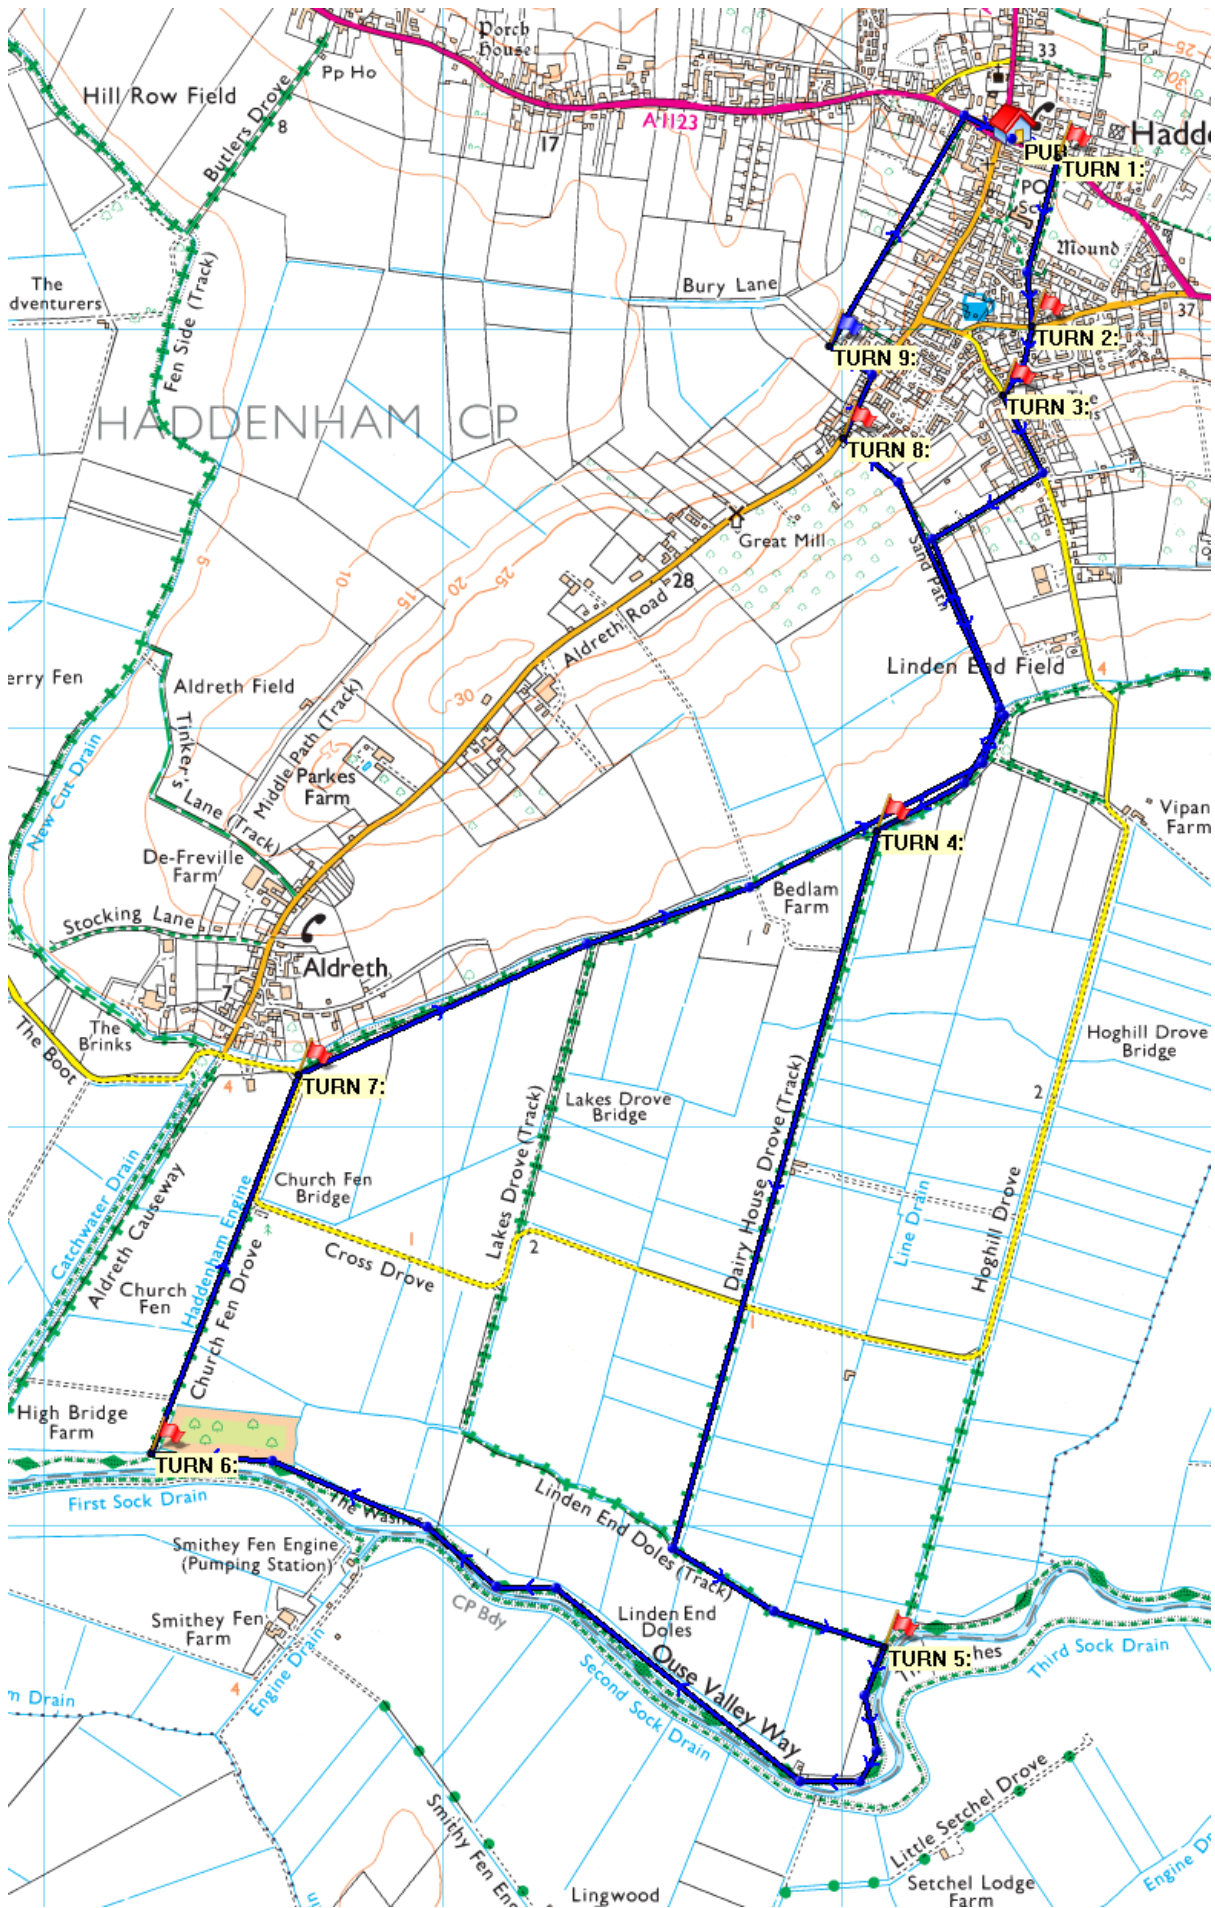 Porch
House
33
25
30
Pp Ho
Hill Row Field
Butlers Drove
8
A1123
17
Hadde
PUB
TURN 1:
PO
Sc
Mound
The
dventurers
Fen Side (Track)
Bury Lane
37
TURN 2:
TURN 9:
TURN 3:
HADDENHAM CP
TURN 8:
Great Mill
5
10
15
20
25
28
Aldreth Road
Sand Path
Linden End Field
4
erry Fen
Aldreth Field
30
Tinker's Lane (Track)
Middle Path (Track)
Parkes
Farm
New Cut Drain
Vipan
Farm
De-Freville
Farm
TURN 4:
Bedlam
Farm
Stocking Lane
Aldreth
7
The
Brinks
The Boot
4
TURN 7:
Hoghill Drove
Bridge
2
Lakes Drove
Bridge
Lakes Drove (Track)
Dairy House Drove (Track)
Catchwater Drain
Aldreth Causeway
Haddenham Engine
Church Fen
Bridge
Line Drain
Hoghill Drove
1
2
Cross Drove
Church
Fen
Church Fen Drove
1
High Bridge
Farm
TURN 6:
First Sock Drain
The Washes
Linden End Doles (Track)
Smithey Fen Engine
(Pumping Station)
CP Bdy
Linden End
Doles
Smithey Fen
Farm
Engine Drain
4
m Drain
Second Sock Drain
Ouse Valley Way
TURN 5:
hes
Third Sock Drain
Little Setchel Drove
Smithy Fen Eng
Setchel Lodge
Farm
Engine Dr
Lingwood